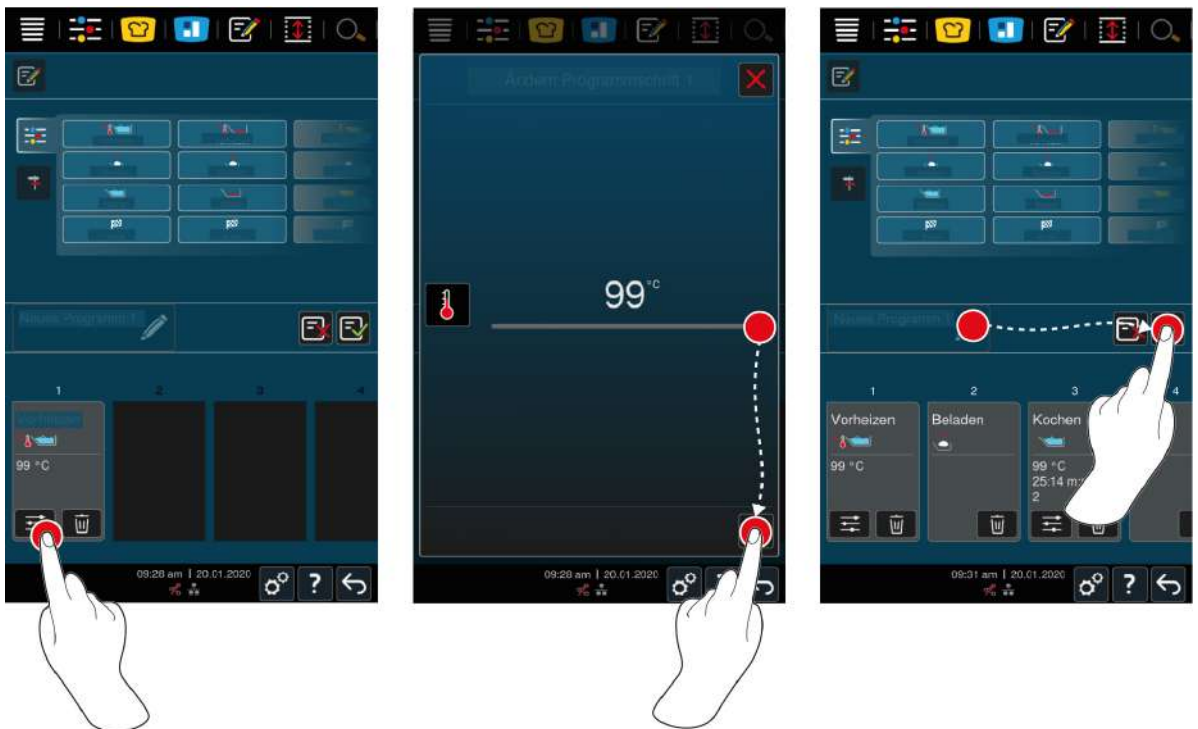 Neues Programm 1
1
2
3
4
Vorheizen
99 °C
09:28 am | 20.01.2020
?
Ändern Programmschritt 1
99 °C
09:28 am | 20.01.2020
Neues Programm 1
1
2
3
4
Vorheizen
Beladen
Kochen
99 °C
99 °C
25:14 m:
2
09:31 am | 20.01.2020
?